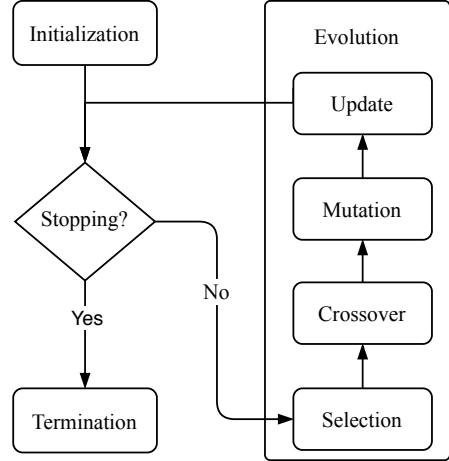 Initialization
Evolution
Update
Stopping?
Mutation
No
Crossover
Yes
Termination
Selection